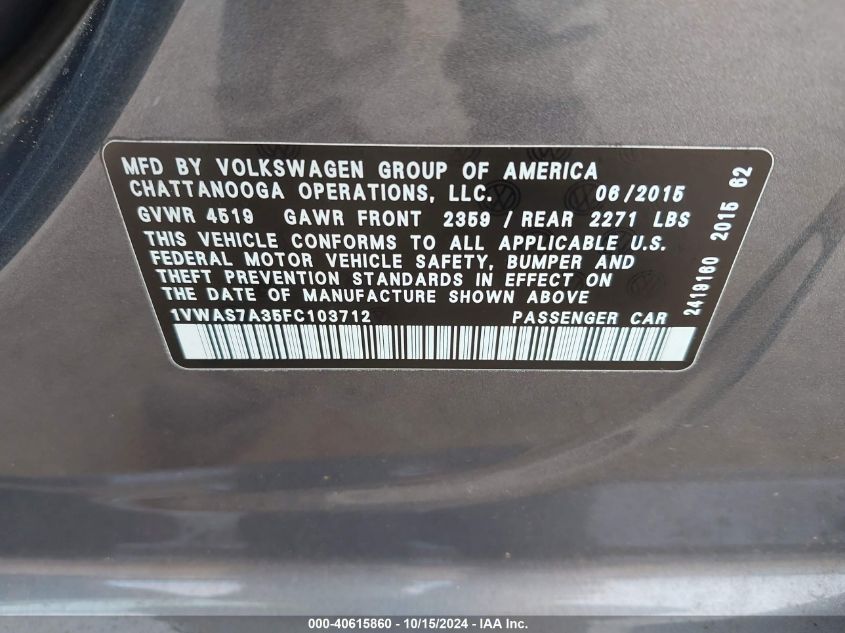 MFD BY VOLKSWAGEN GROUP OF AMERICA
CHATTANOOGA OPERATIONS, LLC. 06/2015
GVWR 4519 GAWR FRONT 2359 / REAR 2271 LBS
THIS VEHICLE CONFORMS TO ALL APPLICABLE U.S.
FEDERAL MOTOR VEHICLE SAFETY, BUMPER AND
THEFT PREVENTION STANDARDS IN EFFECT ON
THE DATE OF MANUFACTURE SHOWN ABOVE
1VWAS7A35FC103712 PASSENGER CAR
2419160 2015 62
000-40615860 - 10/15/2024 - IAA Inc.